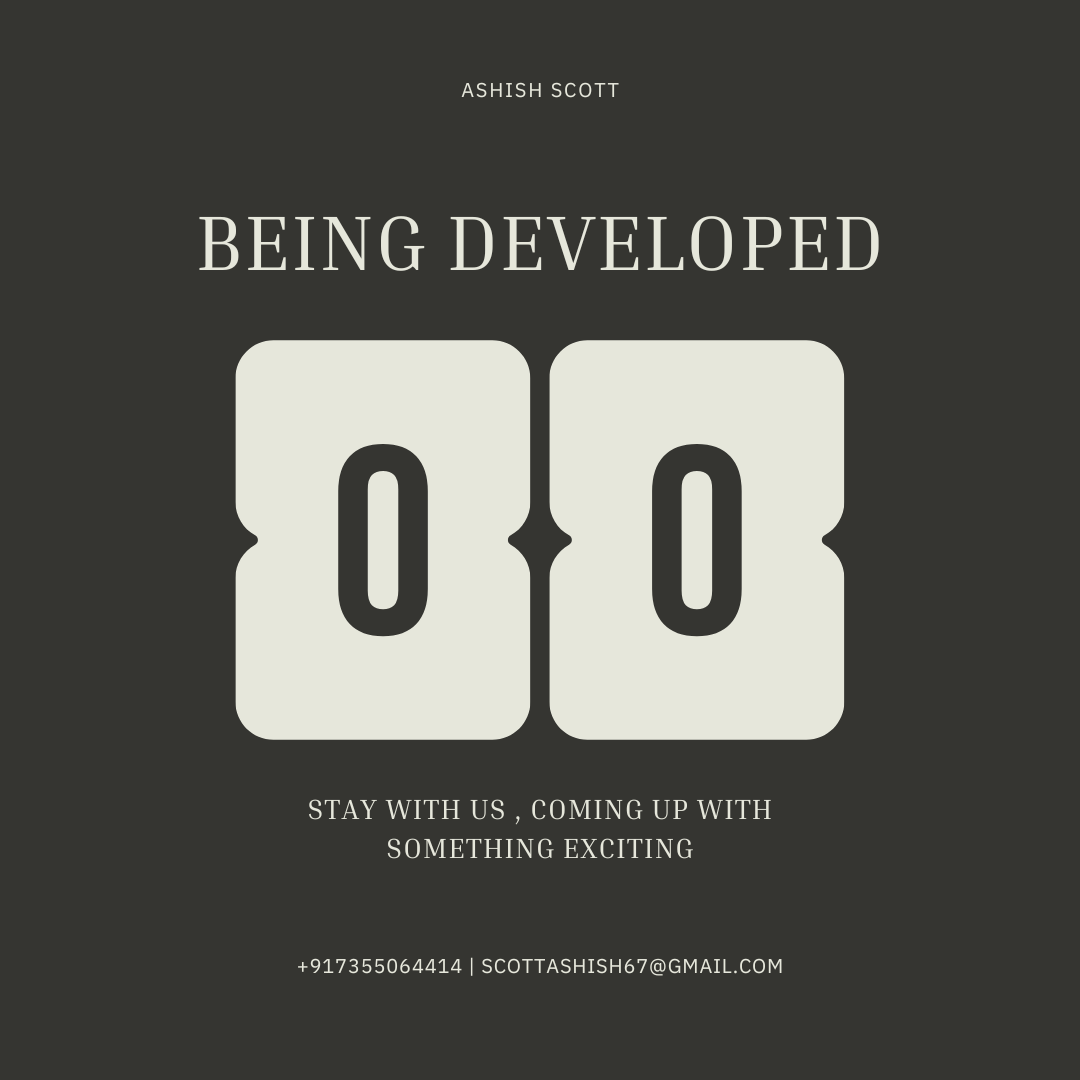 ASHISH SCOTT
BEING DEVELOPED
0 0
STAY WITH US , COMING UP WITH
SOMETHING EXCITING
+917355064414 | SCOTTASHISH67@GMAIL.COM